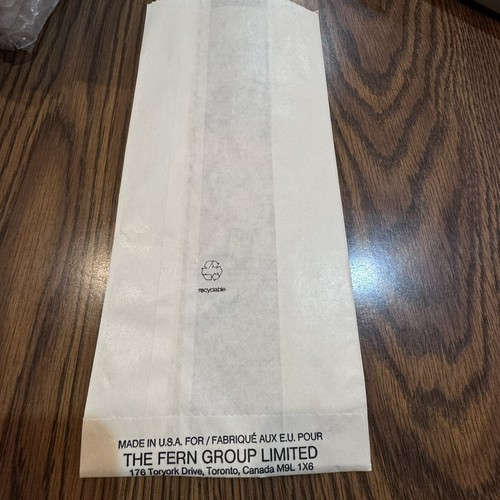 recyclable
MADE IN U.S.A. FOR / FABRIQUÉ AUX E.U. POUR
THE FERN GROUP LIMITED
176 Toryork Drive, Toronto, Canada M9L 1X6